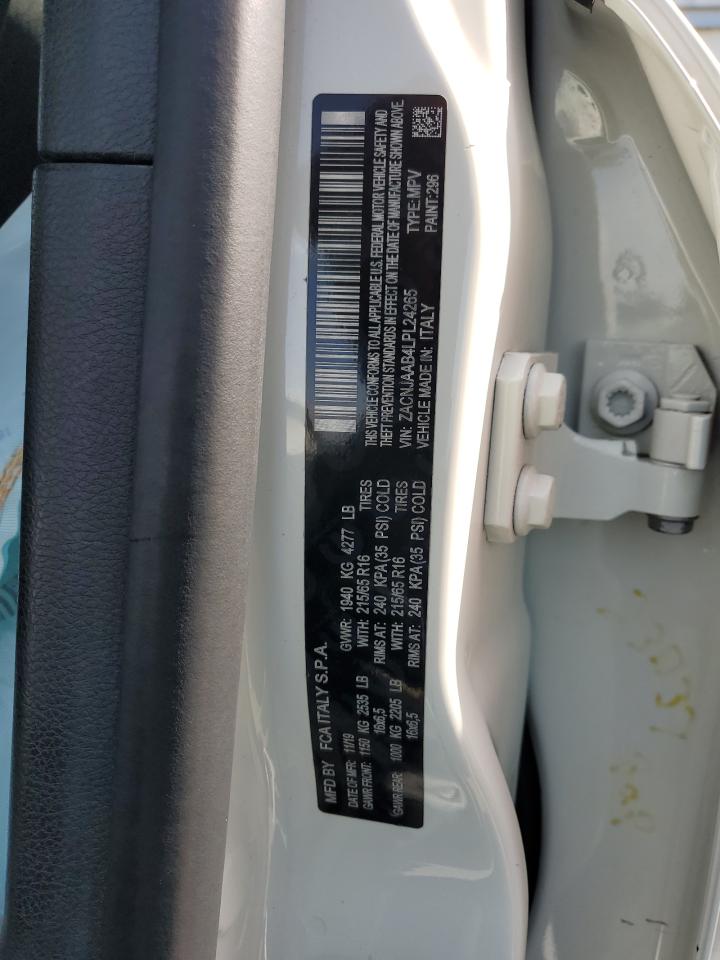 MFD BY FCA ITALY S.P.A.
DATE OF MFR: 11/19 GVWR: 1940 KG 4277 LB
GAWR FRONT: 1150 KG 2535 LB WITH: 215/65 R16 TIRES
16x6,5 RIMS AT: 240 KPA(35 PSI) COLD
GAWR REAR: 1000 KG 2205 LB WITH: 215/65 R16 TIRES
16x6,5 RIMS AT: 240 KPA(35 PSI) COLD
THIS VEHICLE CONFORMS TO ALL APPLICABLE U.S. FEDERAL MOTOR VEHICLE SAFETY AND
THEFT PREVENTION STANDARDS IN EFFECT ON THE DATE OF MANUFACTURE SHOWN ABOVE.
VIN: ZACNJAAB4LPL24265 TYPE: MPV
VEHICLE MADE IN: ITALY PAINT: 296